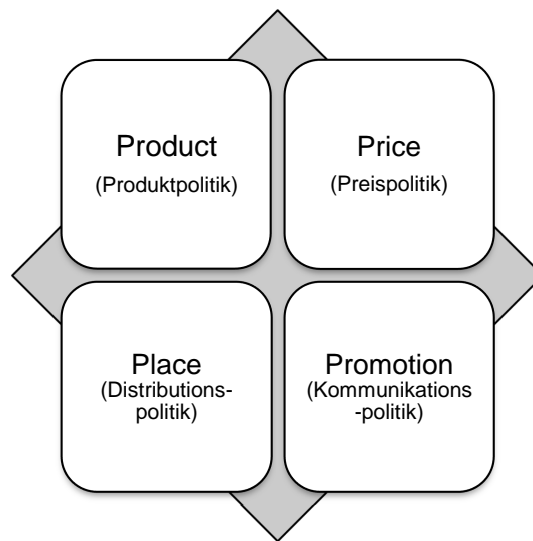 Product
(Produktpolitik)
Price
(Preispolitik)
Place
(Distributions-
politik)
Promotion
(Kommunikations
-politik)